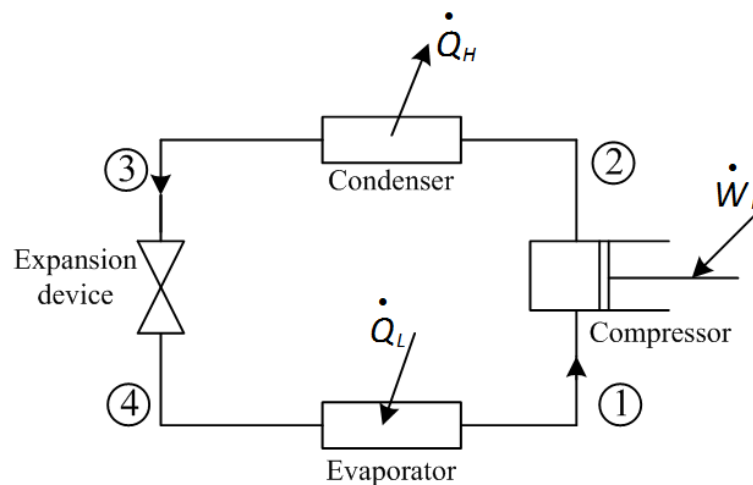 Q̇H
③
Condenser
②
Ẇ
Expansion
device
Q̇L
Compressor
④
①
Evaporator